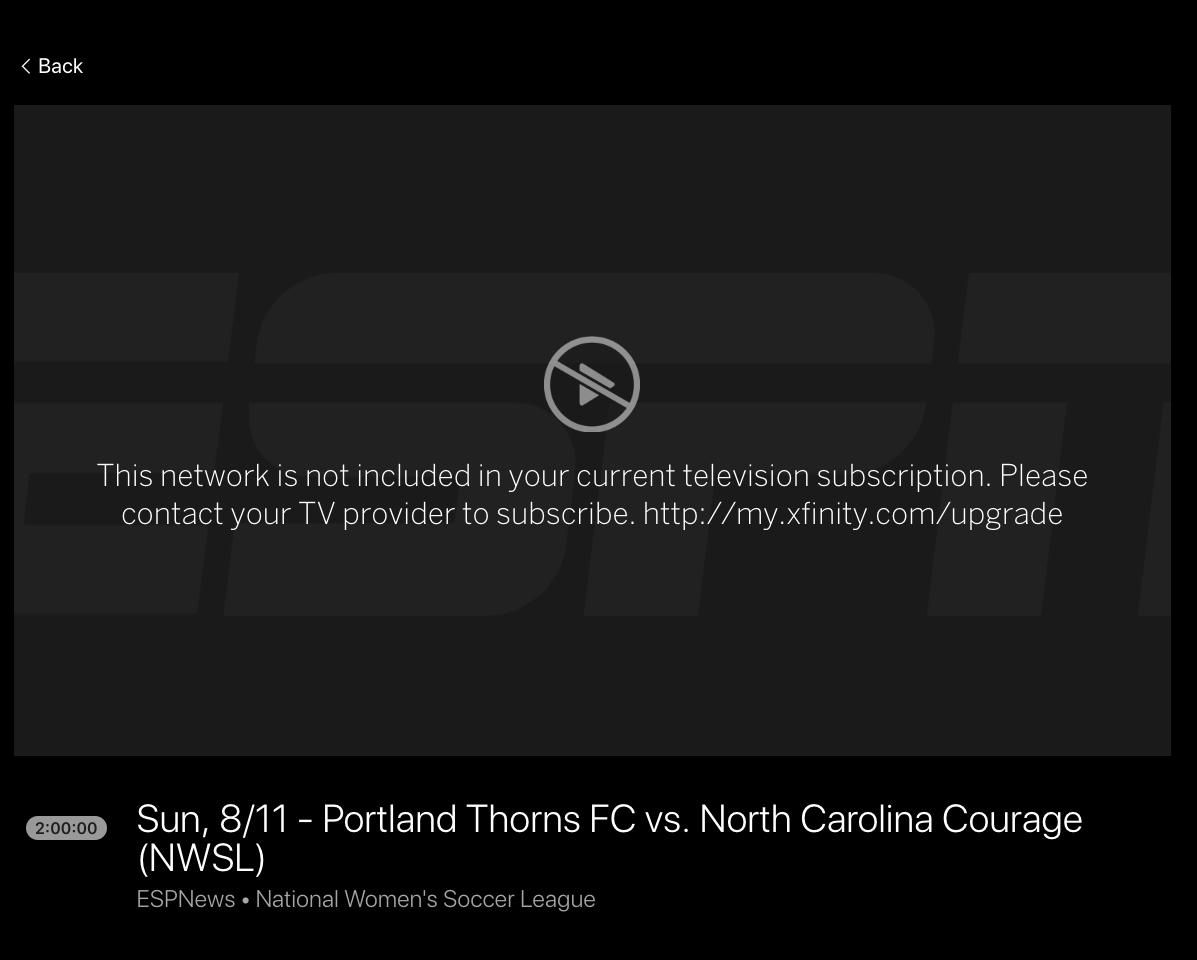 Back
This network is not included in your current television subscription. Please
contact your TV provider to subscribe. http://my.xfinity.com/upgrade
2:00:00
Sun, 8/11 - Portland Thorns FC vs. North Carolina Courage
(NWSL)
ESPNews • National Women's Soccer League